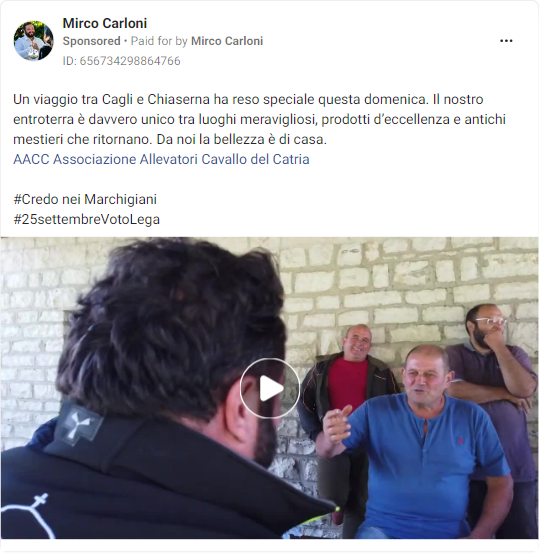 Mirco Carloni
Sponsored • Paid for by Mirco Carloni
ID: 656734298864766
Un viaggio tra Cagli e Chiaserna ha reso speciale questa domenica. Il nostro
entroterra è davvero unico tra luoghi meravigliosi, prodotti d’eccellenza e antichi
mestieri che ritornano. Da noi la bellezza è di casa.
AACC Associazione Allevatori Cavallo del Catria
#Credo nei Marchigiani
#25settembreVotoLega